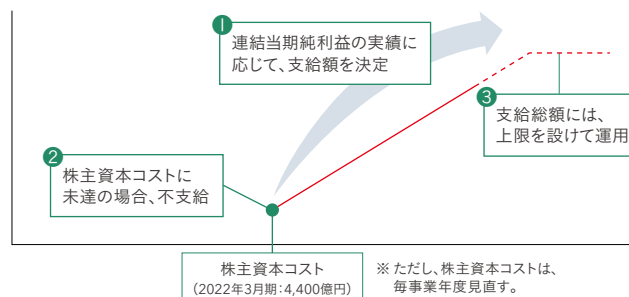 1
連結当期純利益の実績に
応じて、支給額を決定
2
株主資本コストに
未達の場合、不支給
3
支給総額には、
上限を設けて運用
株主資本コスト
(2022年3月期:4,400億円)
※ ただし、株主資本コストは、
毎事業年度見直す。